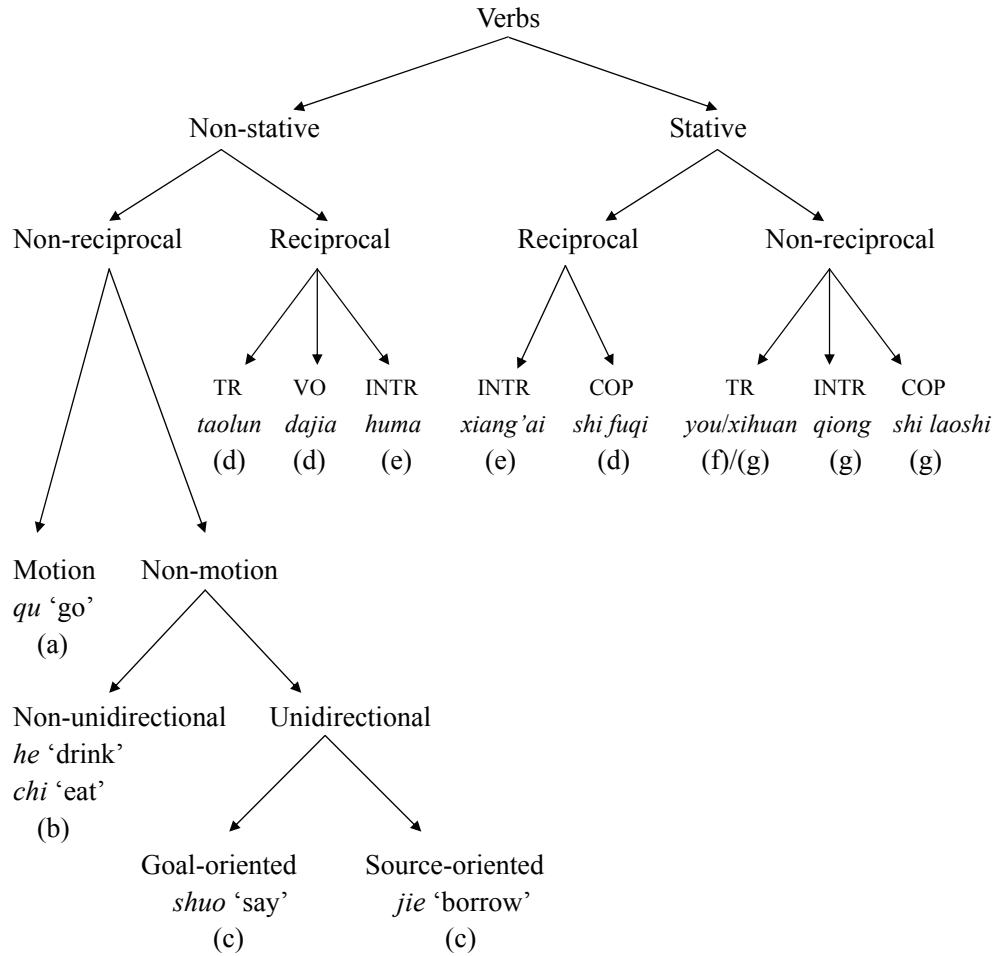 Verbs
Non-stative Stative
Non-reciprocal Reciprocal Reciprocal Non-reciprocal
TR VO INTR INTR COP TR INTR COP
taolun dajia huma xiang’ai shi fuqi you/xihuan qiong shi laoshi
(d) (d) (e) (e) (d) (f)/(g) (g) (g)
Motion Non-motion
qu ‘go’
(a)
Non-unidirectional Unidirectional
he ‘drink’
chi ‘eat’
(b)
Goal-oriented Source-oriented
shuo ‘say’ jie ‘borrow’
(c) (c)